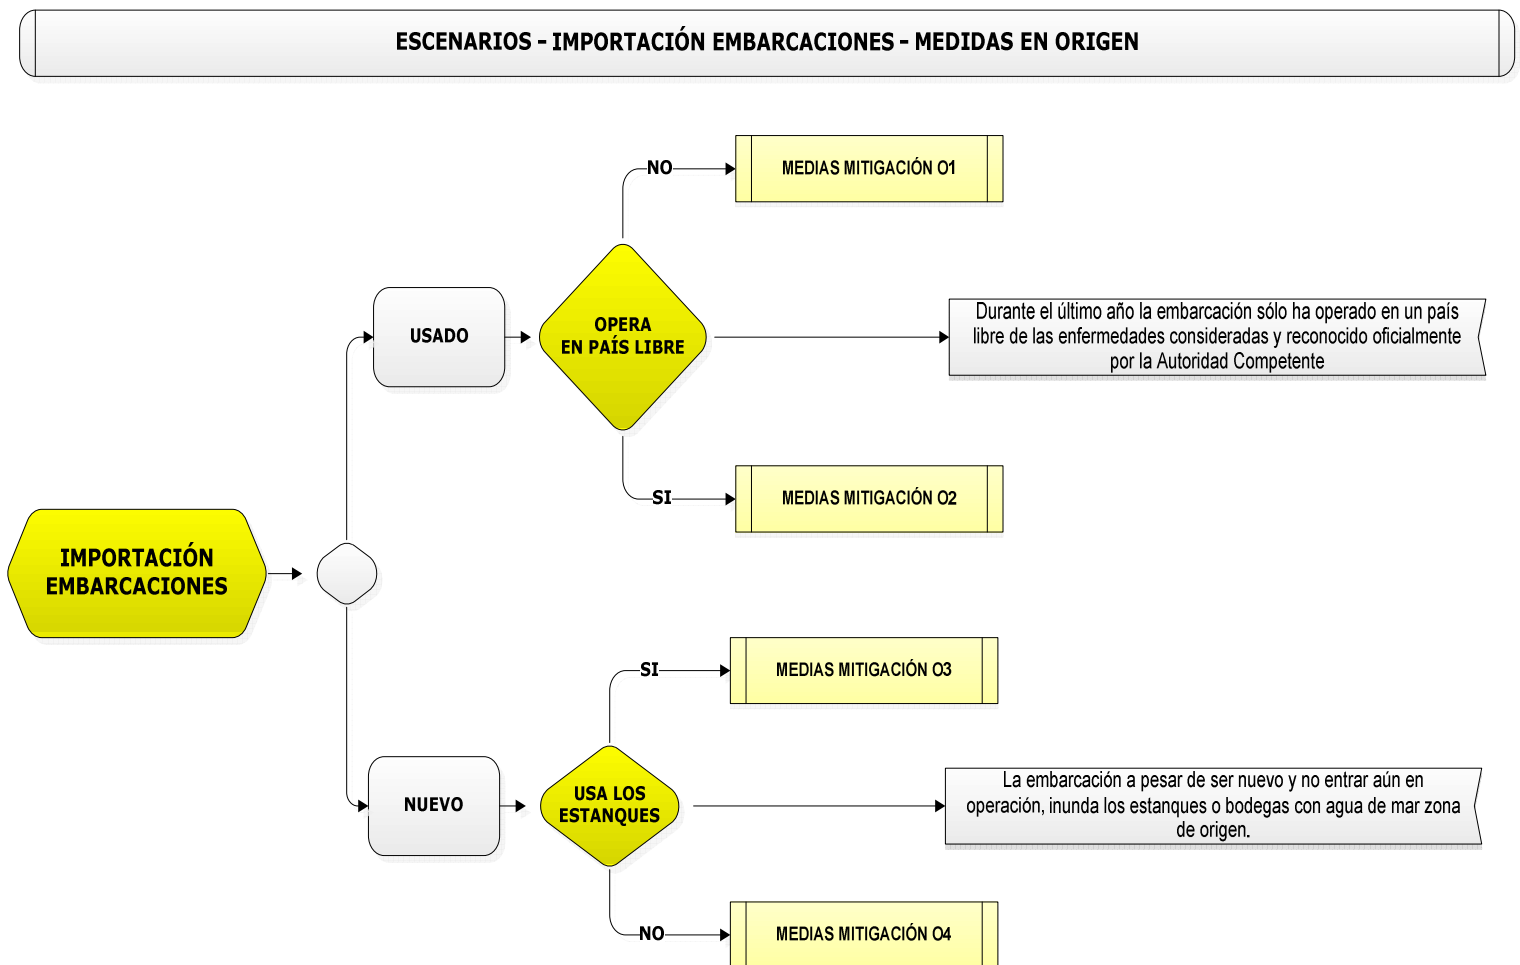 ESCENARIOS – IMPORTACIÓN EMBARCACIONES – MEDIDAS EN ORIGEN
NO
MEDIAS MITIGACIÓN O1
USADO
OPERA
EN PAÍS LIBRE
Durante el último año la embarcación sólo ha operado en un país
libre de las enfermedades consideradas y reconocido oficialmente
por la Autoridad Competente
SI
MEDIAS MITIGACIÓN O2
IMPORTACIÓN
EMBARCACIONES
SI
MEDIAS MITIGACIÓN O3
NUEVO
USA LOS
ESTANQUES
La embarcación a pesar de ser nuevo y no entrar aún en
operación, inunda los estanques o bodegas con agua de mar zona
de origen.
NO
MEDIAS MITIGACIÓN O4